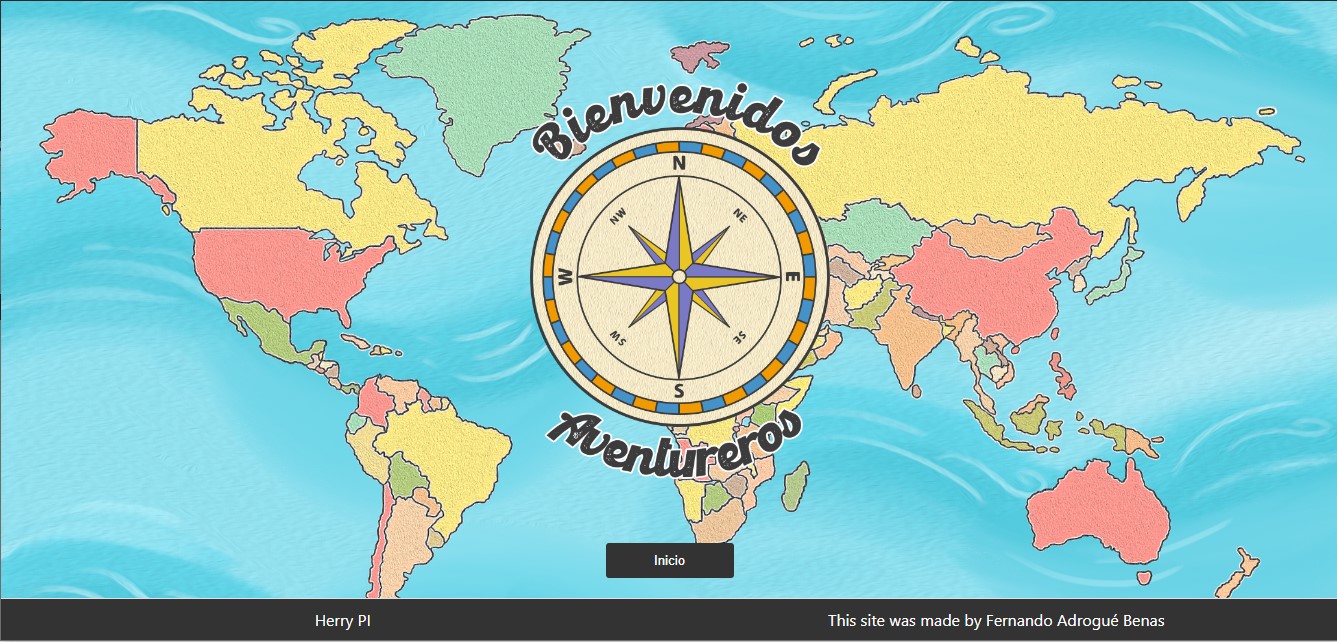 Bienvenidos
N
NW
NE
W
E
SW
SE
S
Aventureros
Inicio
Herry PI
This site was made by Fernando Adrogué Benas